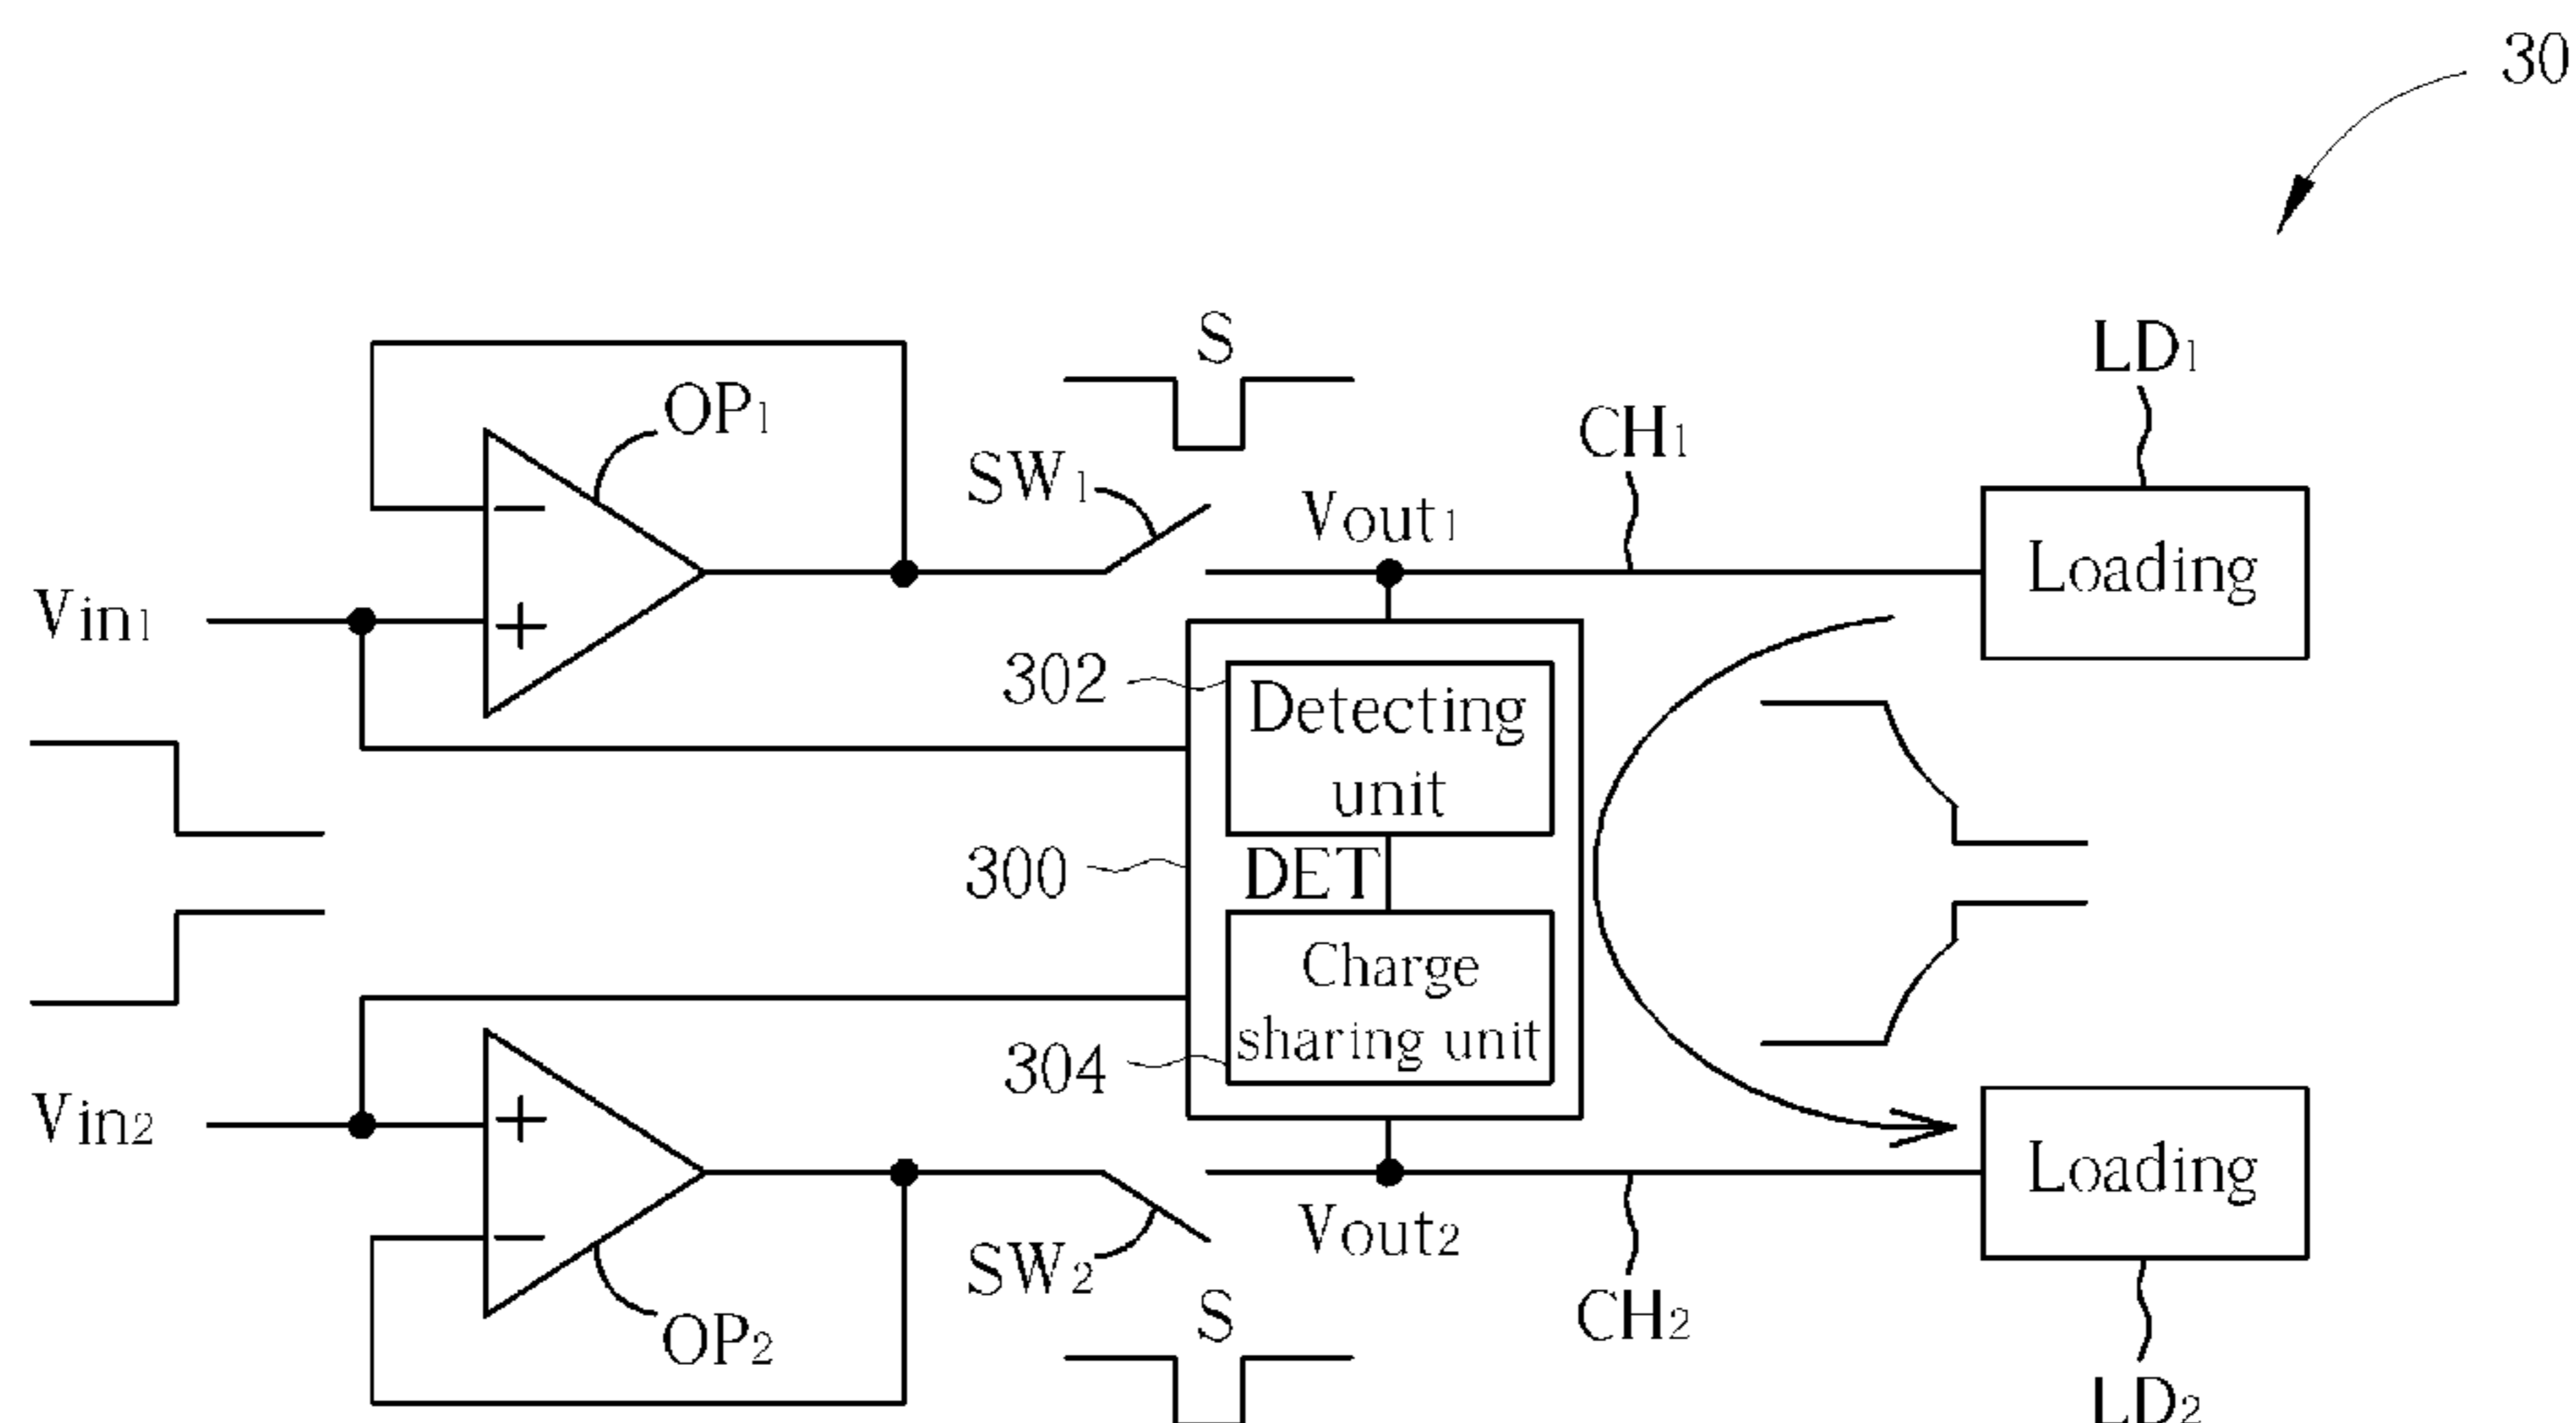 30
S
LD1
OP1
CH1
SW1
Vout1
Loading
Vin1
302
Detecting
unit
300
DET
Charge
sharing unit
304
Vin2
Loading
Vout2
SW2
OP2
S
CH2
LD2